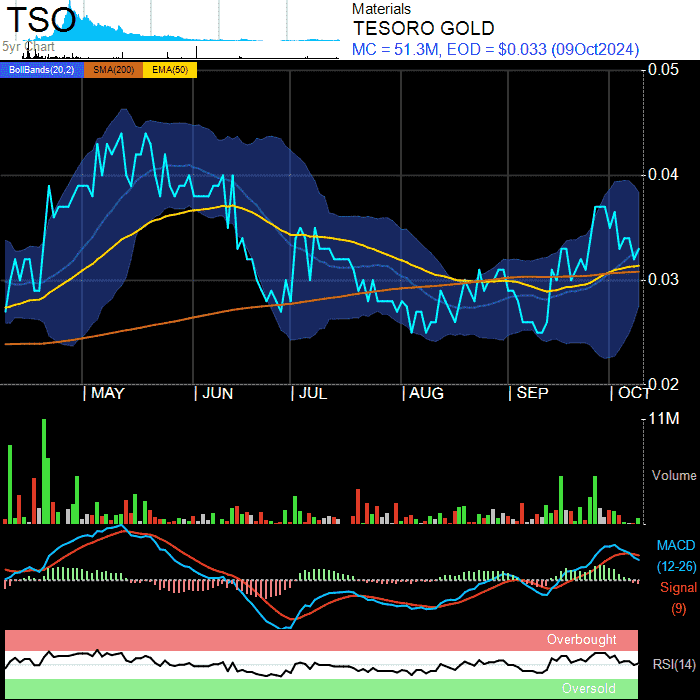 TSO
5yr Chart
Materials
TESORO GOLD
MC = 51.3M, EOD = $0.033 (09Oct2024)
BollBands(20,2) SMA(200) EMA(50)
0.05
0.04
0.03
0.02
MAY JUN JUL AUG SEP OCT
11M
Volume
MACD
(12-26)
Signal
(9)
Overbought
RSI(14)
Oversold